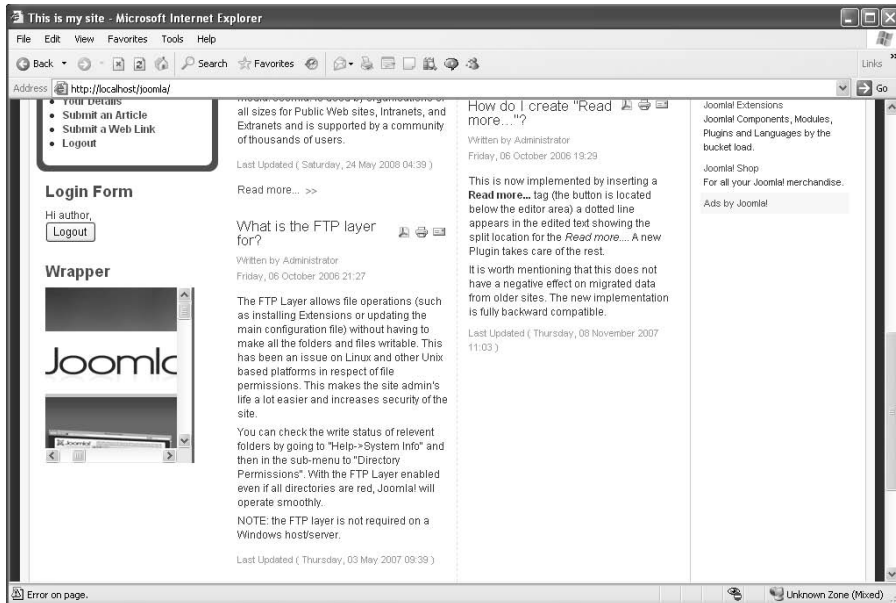 This is my site - Microsoft Internet Explorer
File Edit View Favorites Tools Help
Back Search Favorites Links »
Address http://localhost/joomla/ Go
Your Details
Submit an Article
Submit a Web Link
Logout
Login Form
Hi author,
Logout
Wrapper
Joomla
all sizes for Public Web sites, Intranets, and
Extranets and is supported by a community
of thousands of users.
Last Updated ( Saturday, 24 May 2008 04:39 )
Read more... >>
What is the FTP layer
for?
Written by Administrator
Friday, 06 October 2006 21:27
The FTP Layer allows file operations (such
as installing Extensions or updating the
main configuration file) without having to
make all the folders and files writable. This
has been an issue on Linux and other Unix
based platforms in respect of file
permissions. This makes the site admin's
life a lot easier and increases security of the
site.
You can check the write status of relevent
folders by going to "Help->System Info" and
then in the sub-menu to "Directory
Permissions". With the FTP Layer enabled
even if all directories are red, Joomla! will
operate smoothly.
NOTE: the FTP layer is not required on a
Windows host/server.
Last Updated ( Thursday, 03 May 2007 09:39 )
How do I create "Read
more..."?
Written by Administrator
Friday, 06 October 2006 19:29
This is now implemented by inserting a
Read more... tag (the button is located
below the editor area) a dotted line
appears in the edited text showing the
split location for the Read more.... A new
Plugin takes care of the rest.
It is worth mentioning that this does not
have a negative effect on migrated data
from older sites. The new implementation
is fully backward compatible.
Last Updated ( Thursday, 08 November 2007
11:03 )
Joomla! Extensions
Joomla! Components, Modules,
Plugins and Languages by the
bucket load.
Joomla! Shop
For all your Joomla! merchandise.
Ads by Joomla!
Error on page. Unknown Zone (Mixed)